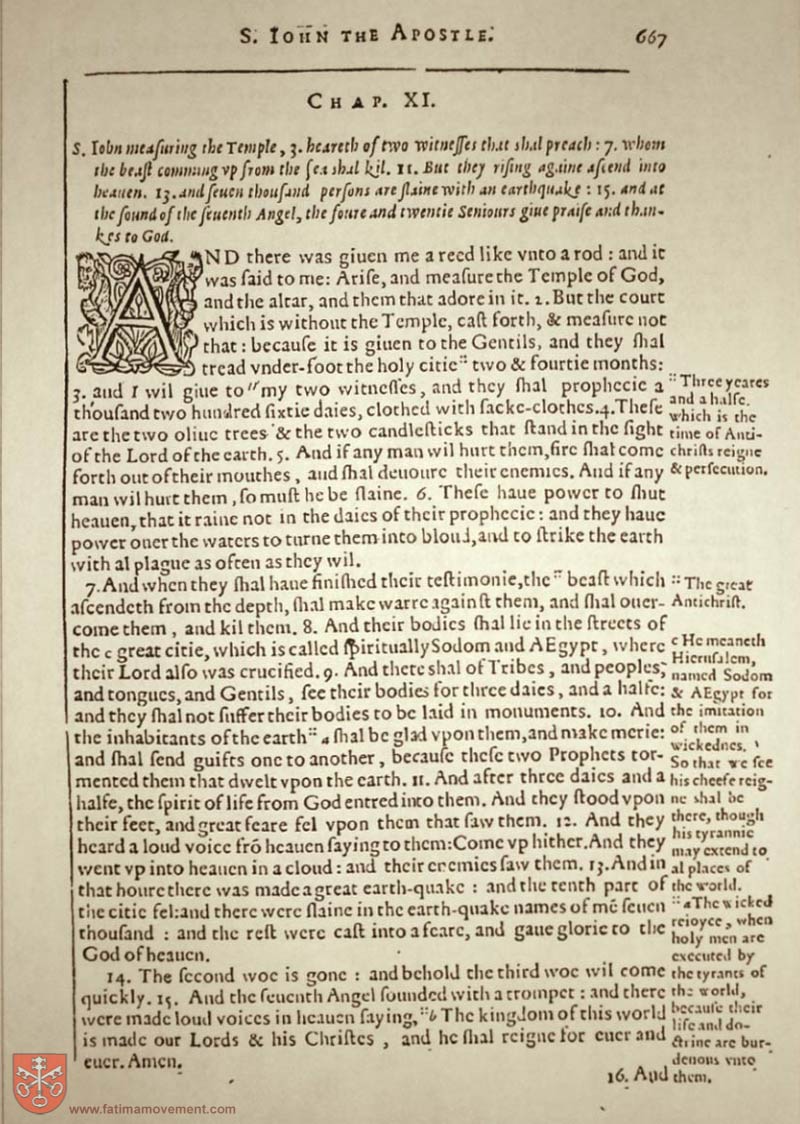 S. IOHN THE APOSTLE. 667
CHAP. XI.
S. Iohn meaſuring the Temple, 3. heareth of two witneſſes that shal preach: 7. whom
the beaſt comming vp from the ſea shal kil. 11. But they riſing againe aſcend into
heauen. 13. and ſeuen thouſand perſons are ſlaine with an earthquake: 15. and at
the ſound of the ſeuenth Angel, the foure and twentie Seniours giue praiſe and than-
kes to God.
AND there was giuen me a reed like vnto a rod: and it
was ſaid to me: Ariſe, and meaſure the Temple of God,
and the altar, and them that adore in it. 2. But the court
which is without the Temple, caſt forth, & meaſure not
that: becauſe it is giuen to the Gentils, and they ſhal
tread vnder-foot the holy citie :: two & fourtie months:
3. and I wil giue to "my two witneſſes, and they ſhal prophecie a
thouſand two hundred ſixtie daies, clothed with ſacke-clothes. 4. Theſe
are the two oliue trees & the two candleſticks that ſtand in the ſight
of the Lord of the earth. 5. And if any man wil hurt them, fire ſhal come
forth out of their mouthes, and ſhal deuoure their enemies. And if any
man wil hurt them, ſo muſt he be ſlaine. 6. Theſe haue power to ſhut
heauen, that it raine not in the daies of their prophecie: and they haue
power ouer the waters to turne them into bloud, and to ſtrike the earth
with al plague as often as they wil.
7. And when they ſhal haue finiſhed their teſtimonie, the :: beaſt which
aſcendeth from the depth, ſhal make warre againſt them, and ſhal ouer-
come them, and kil them. 8. And their bodies ſhal lie in the ſtreets of
the c great citie, which is called ſpiritually Sodom and AEgypt, where
their Lord alſo was crucified. 9. And there shal of Tribes, and peoples,
and tongues, and Gentils, ſee their bodies for three daies, and a halfe:
and they ſhal not ſuffer their bodies to be laid in monuments. 10. And
the inhabitants of the earth :: a ſhal be glad vpon them, and make merie:
and ſhal ſend guifts one to another, becauſe theſe two Prophets tor-
mented them that dwelt vpon the earth. 11. And after three daies and a
halfe, the ſpirit of life from God entred into them. And they ſtood vpon
their feet, and great feare fel vpon them that ſaw them. 12. And they
heard a loud voice frō heauen ſaying to them: Come vp hither. And they
went vp into heauen in a cloud: and their enemies ſaw them. 13. And in
that houre there was made a great earth-quake: and the tenth part of
the citie fel: and there were ſlaine in the earth-quake names of mē ſeuen
thouſand: and the reſt were caſt into a feare, and gaue glorie to the
God of heauen.
14. The ſecond woe is gone: and behold the third woe wil come
quickly. 15. And the ſeuenth Angel ſounded with a trompet: and there
were made loud voices in heauen ſaying, :: b The kingdom of this world
is made our Lords & his Chriſtes, and he ſhal reigne for euer and
euer. Amen.
16. And
:: Three yeares
and a halfe,
which is the
time of Anti-
chriſts reigne
& perſecution.
:: The great
Antichriſt.
c He meaneth
Hieruſalem,
named Sodom
& AEgypt for
the imitation
of them in
wickednes.
So that we ſee
his cheefe reig-
ne shal be
there, though
his tyrannie
may extend to
al places of
the world.
:: a The wicked
reioyce, when
holy men are
executed by
the tyrants of
the world,
becauſe their
life and do-
ctrine are bur-
denous vnto
them.
www.fatimamovement.com